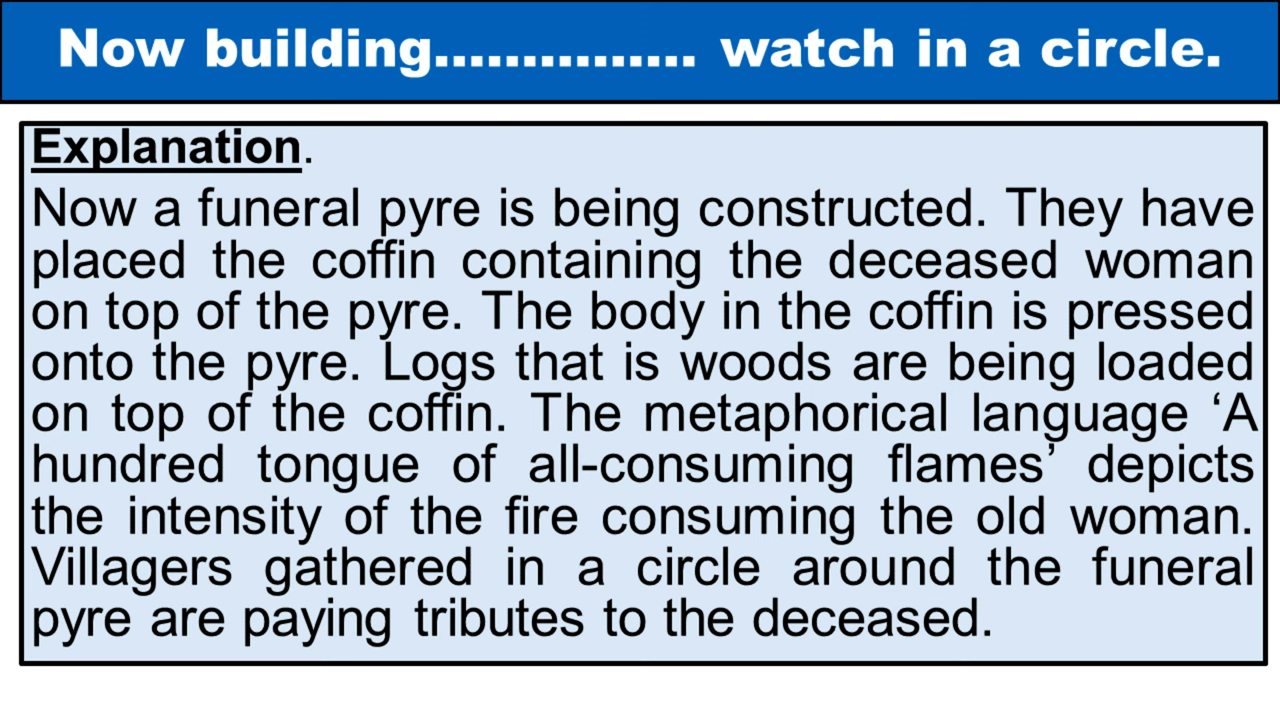 Now building............... watch in a circle.
Explanation.
Now a funeral pyre is being constructed. They have
placed the coffin containing the deceased woman
on top of the pyre. The body in the coffin is pressed
onto the pyre. Logs that is woods are being loaded
on top of the coffin. The metaphorical language ‘A
hundred tongue of all-consuming flames’ depicts
the intensity of the fire consuming the old woman.
Villagers gathered in a circle around the funeral
pyre are paying tributes to the deceased.